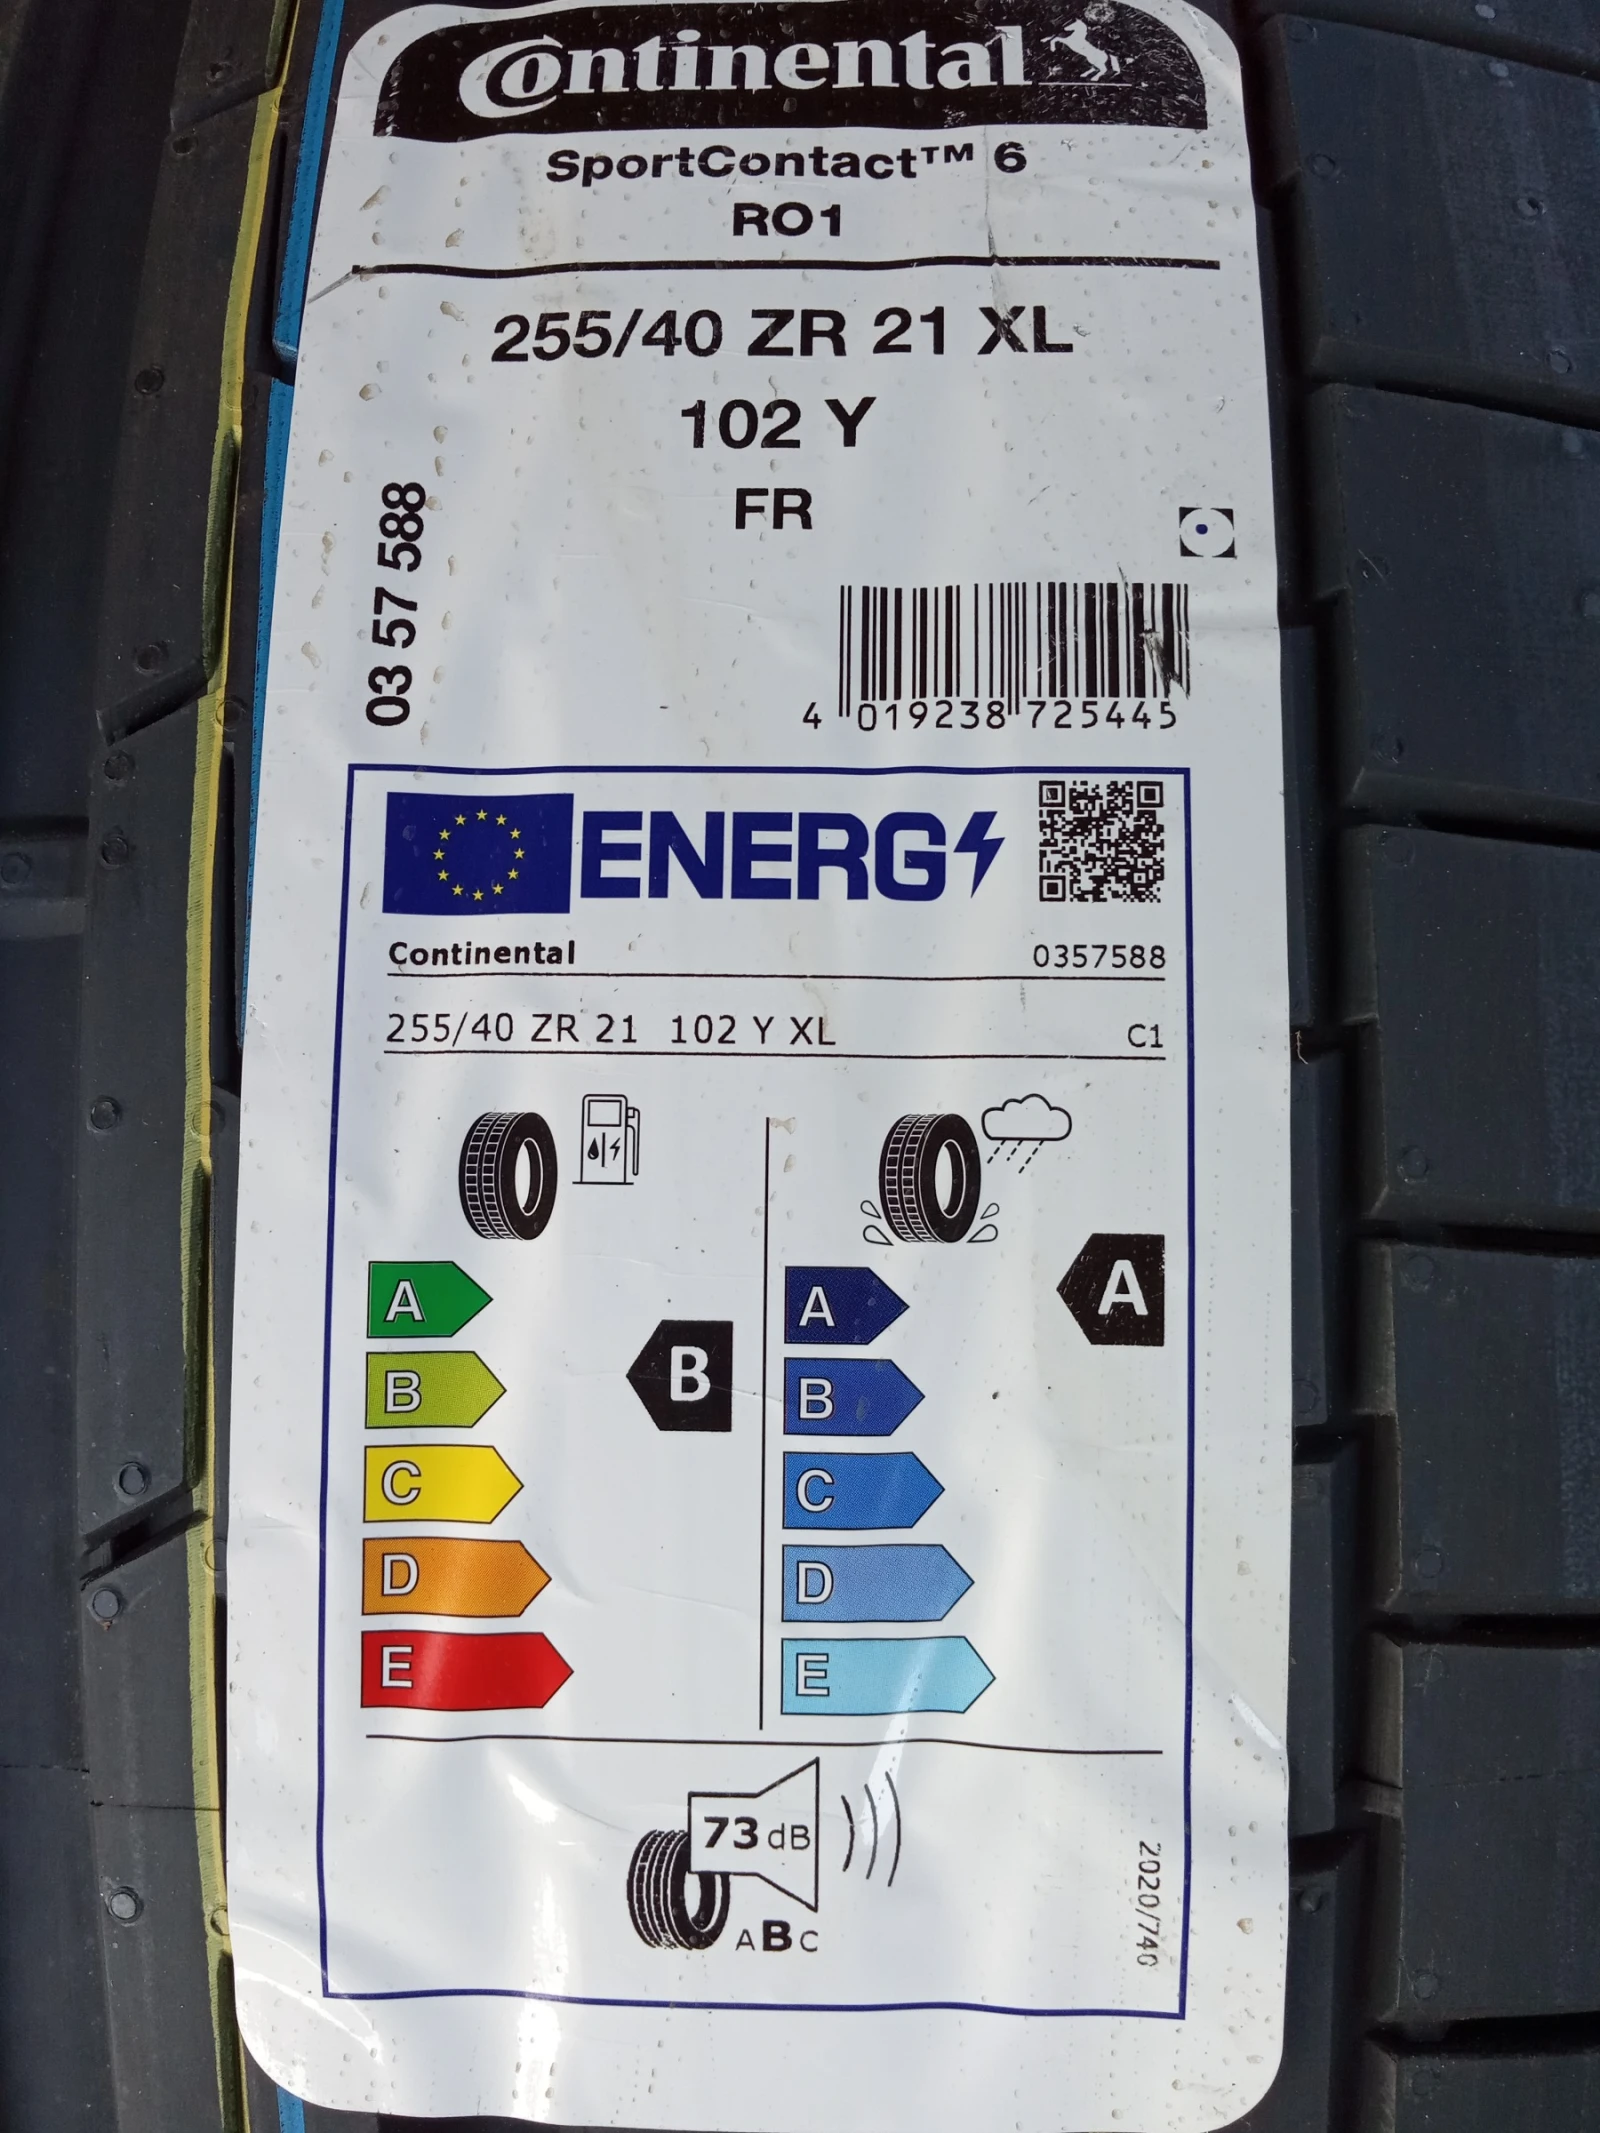 Continental
SportContact™ 6
RO1
255/40 ZR 21 XL
102 Y
FR
03 57 588
4 019238 725445
ENERG
Continental 0357588
255/40 ZR 21 102 Y XL C1
A
A
A
B
B
B
C
C
D
D
E
E
73 dB
ABC
2020/740